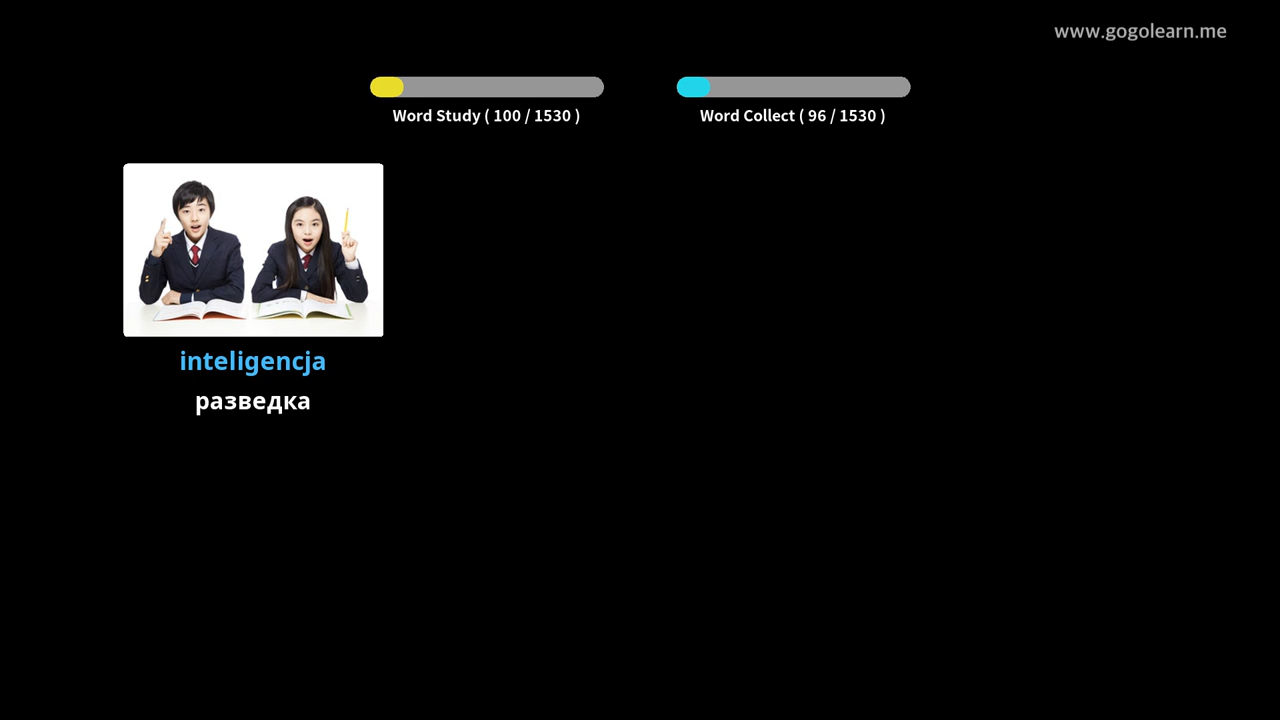 www.gogolearn.me
Word Study ( 100 / 1530 )
Word Collect ( 96 / 1530 )
inteligencja
разведка